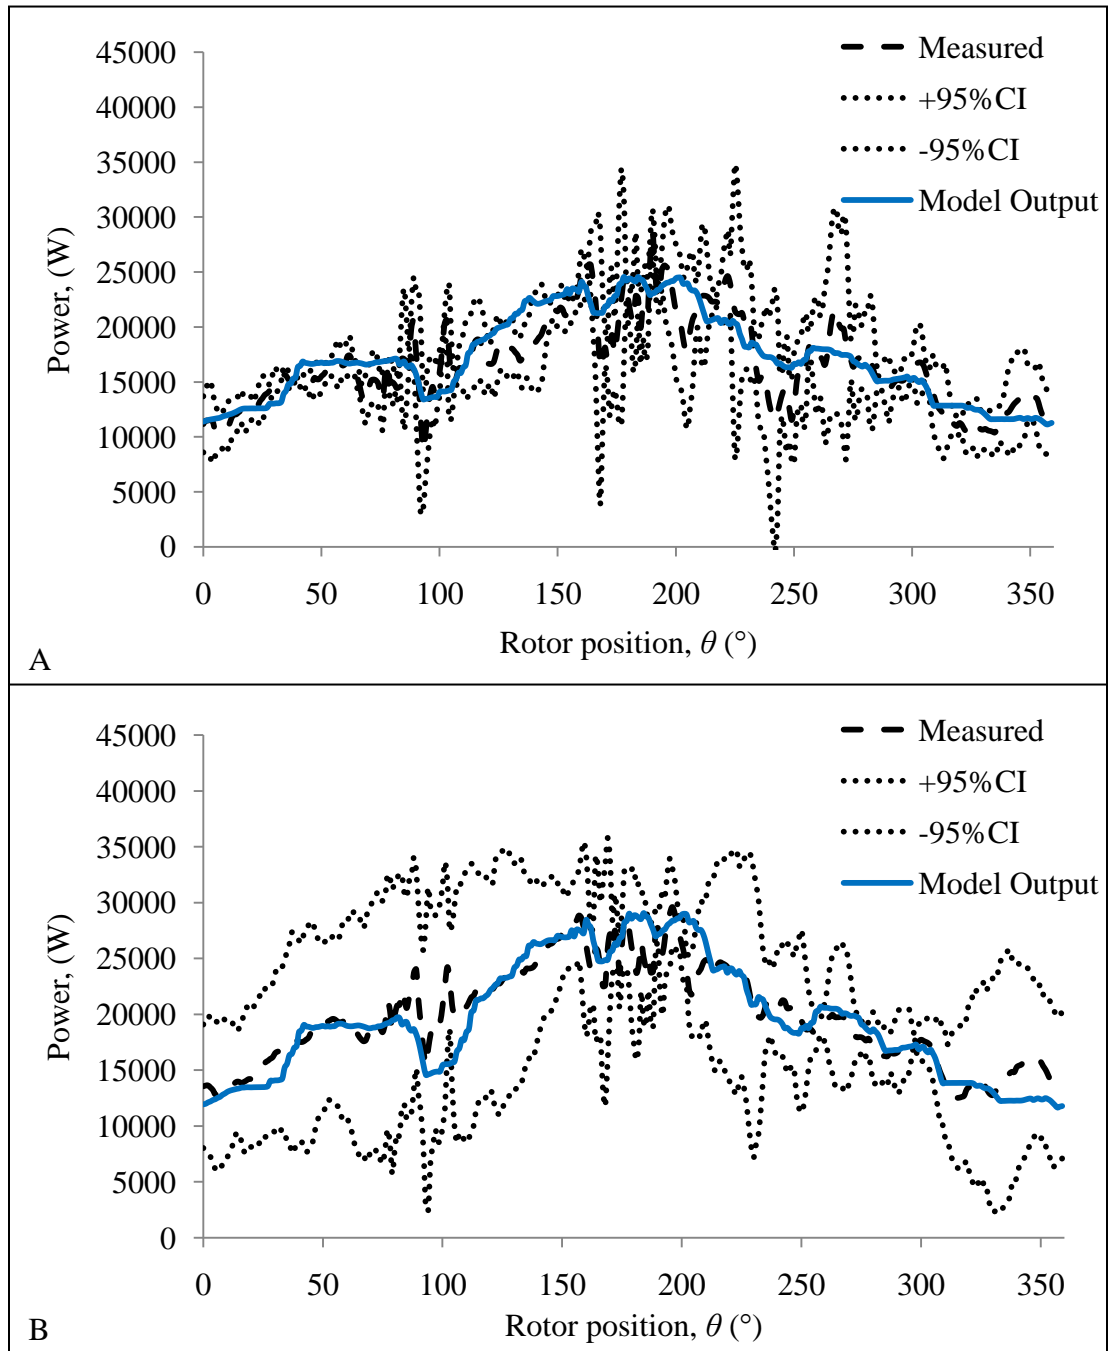 45000
40000
35000
30000
25000
20000
15000
10000
5000
0
Power, (W)
Measured
+95%CI
-95%CI
Model Output
0 50 100 150 200 250 300 350
Rotor position, θ (°)
A
45000
40000
35000
30000
25000
20000
15000
10000
5000
0
Power, (W)
Measured
+95%CI
-95%CI
Model Output
0 50 100 150 200 250 300 350
Rotor position, θ (°)
B